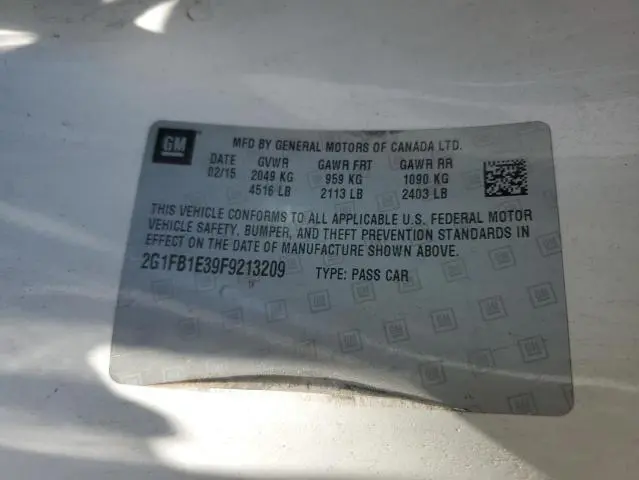 GM
MFD BY GENERAL MOTORS OF CANADA LTD.
DATE GVWR GAWR FRT GAWR RR
02/15 2049 KG 959 KG 1090 KG
4516 LB 2113 LB 2403 LB
THIS VEHICLE CONFORMS TO ALL APPLICABLE U.S. FEDERAL MOTOR
VEHICLE SAFETY, BUMPER, AND THEFT PREVENTION STANDARDS IN
EFFECT ON THE DATE OF MANUFACTURE SHOWN ABOVE.
2G1FB1E39F9213209 TYPE: PASS CAR